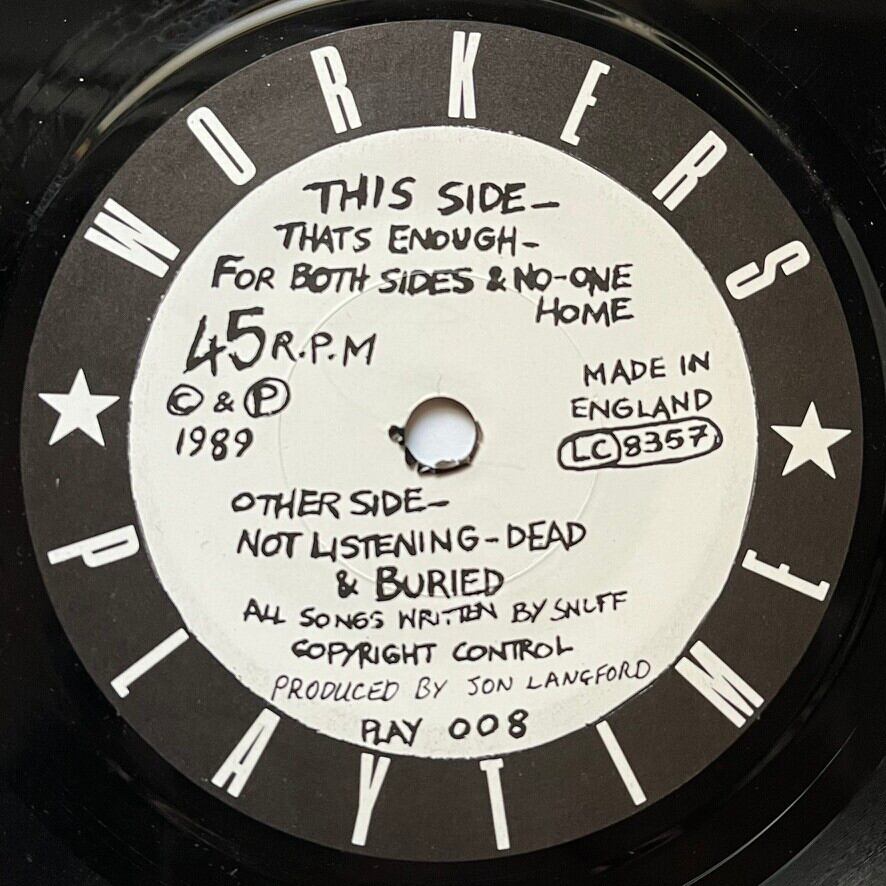 WORKERS
THIS SIDE-
THATS ENOUGH-
FOR BOTH SIDES & NO-ONE
HOME
45 R.P.M
© & ℗
1989
MADE IN
ENGLAND
LC 8357
OTHER SIDE-
NOT LISTENING-DEAD
& BURIED
ALL SONGS WRITTEN BY SNUFF
COPYRIGHT CONTROL
PRODUCED BY JON LANGFORD
PLAY 008
PLAYTIME